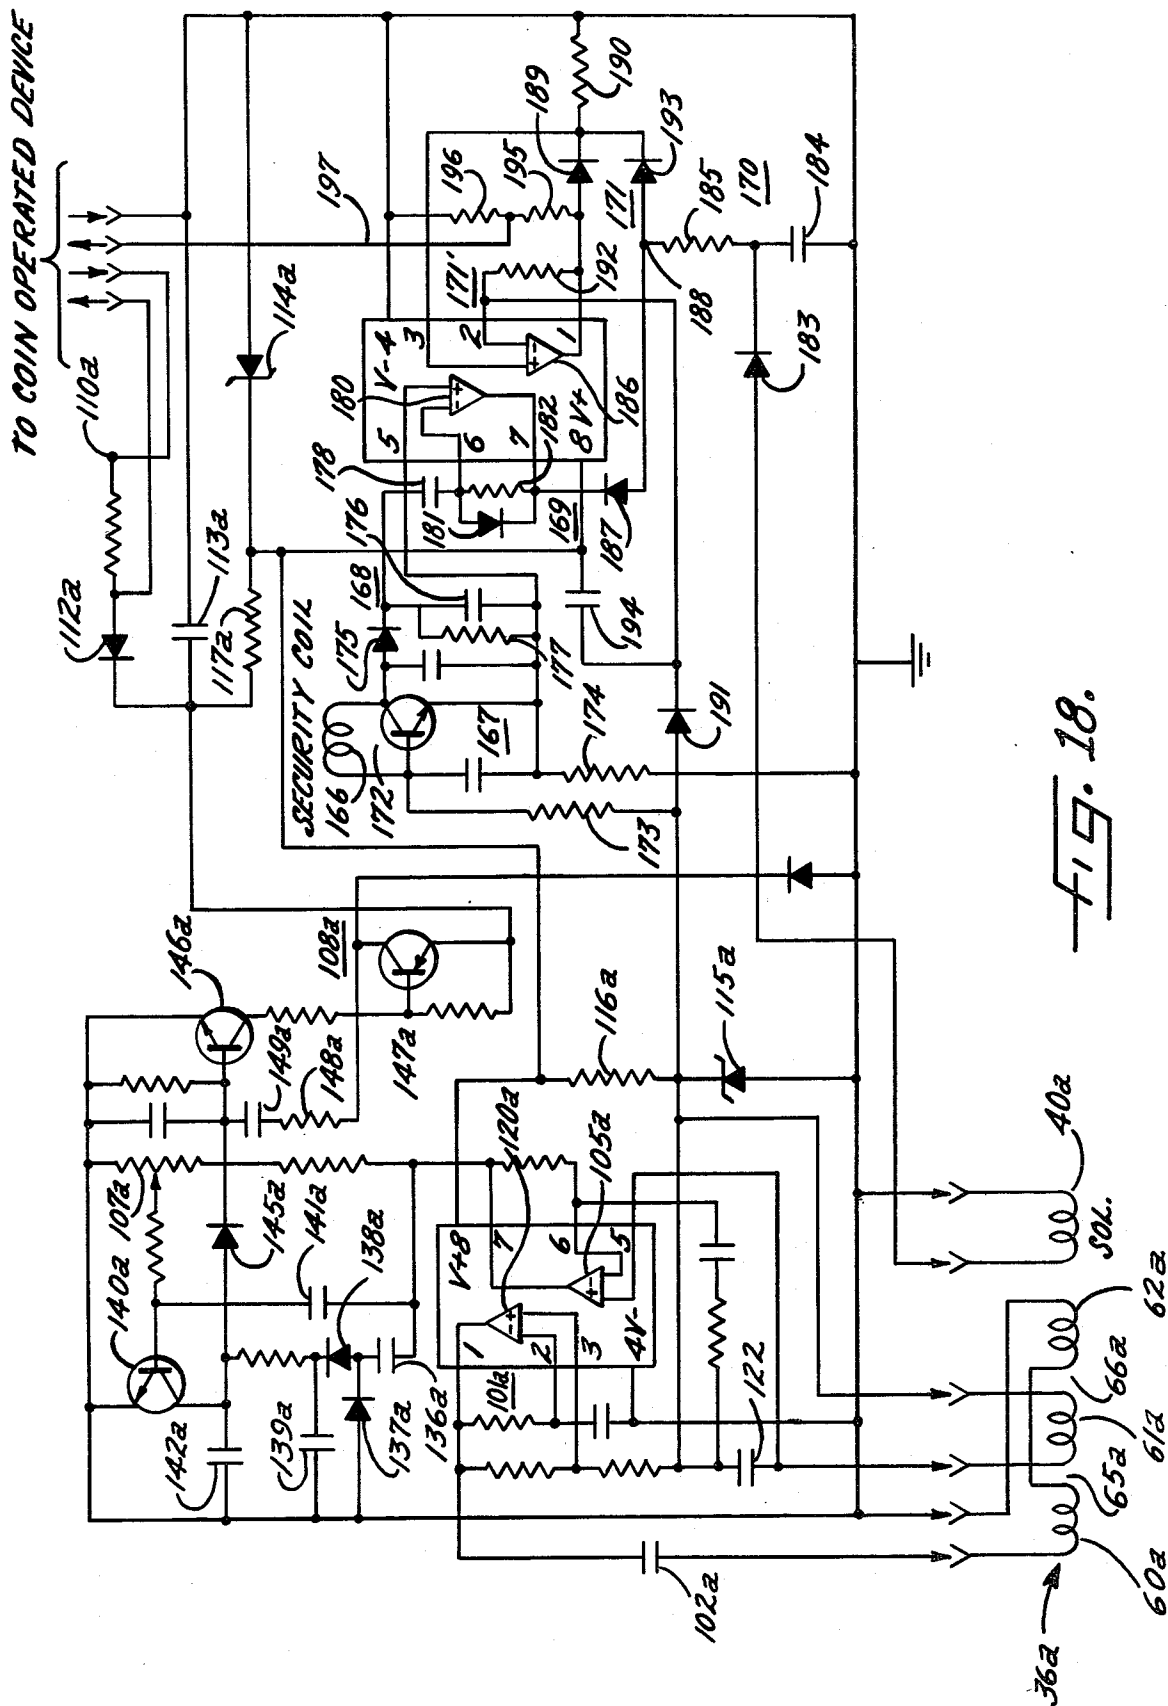 TO COIN OPERATED DEVICE
110a
112a
113a
117a
114a
197
196
195
189
190
193
171
171'
192
188
185
170
184
183
V-4
3
2
1
180
5
6
7
8 V+
182
186
178
176
181
169
187
168
175
177
194
SECURITY COIL
166
172
167
174
173
191
146a
108a
149a
148a
147a
116a
115a
140a
107a
145a
141a
138a
142a
139a
137a
136a
1120a
105a
V+8
7
6
5
1
2
3
4V-
101a
122
102a
40a
SOL.
62a
66a
61a
65a
60a
36a
Fig. 18.